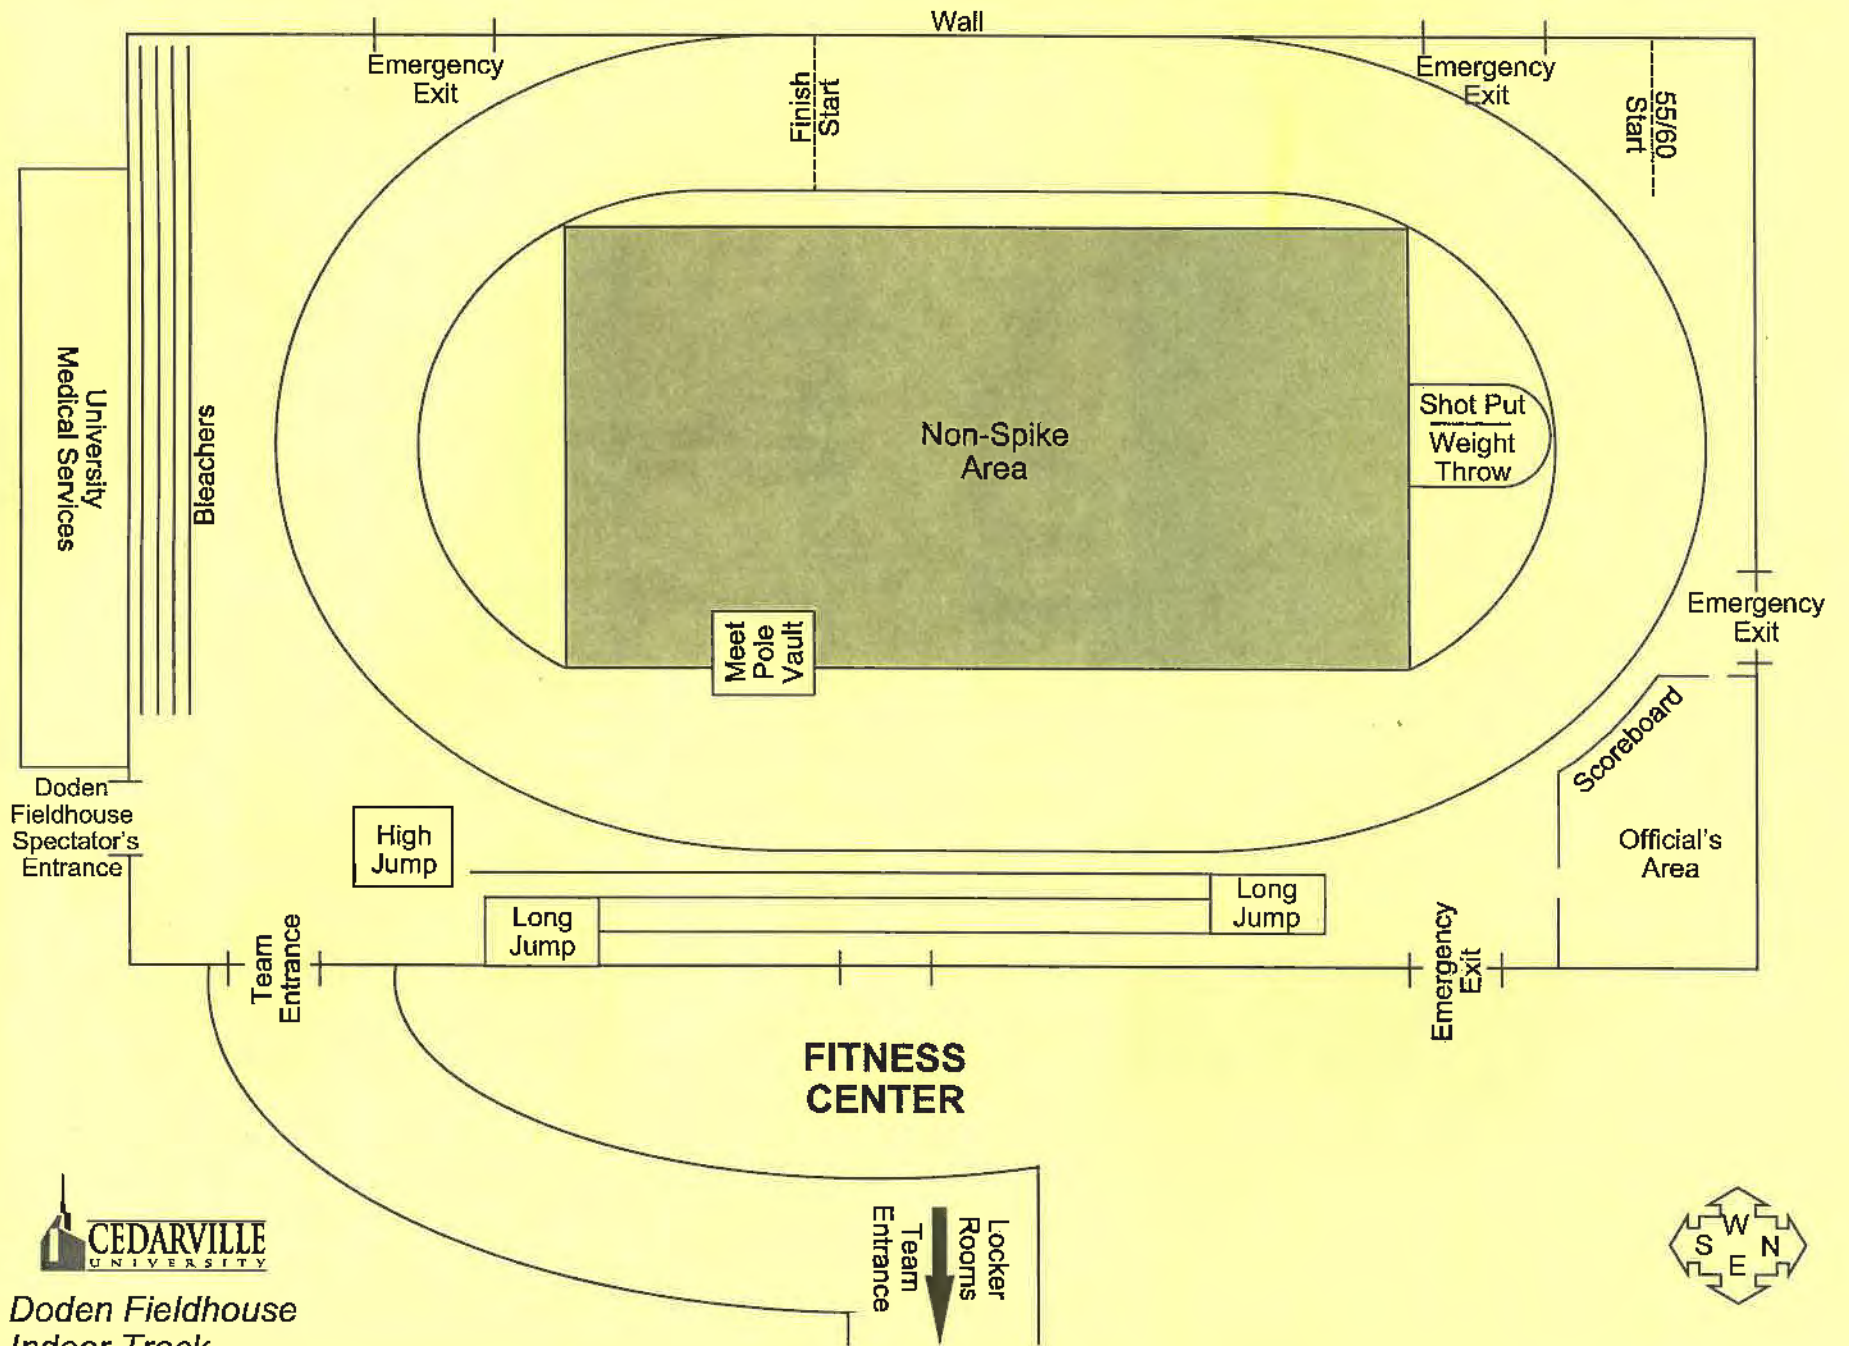 Wall
Emergency
Exit
Finish
Start
Emergency
Exit
55/60
Start
University
Medical Services
Bleachers
Non-Spike
Area
Shot Put
Weight
Throw
Meet
Pole
Vault
Emergency
Exit
Scoreboard
Official's
Area
Doden
Fieldhouse
Spectator's
Entrance
High
Jump
Long
Jump
Long
Jump
Team
Entrance
Emergency
Exit
FITNESS
CENTER
Locker
Rooms
Team
Entrance
CEDARVILLE
UNIVERSITY
W
S N
E
Doden Fieldhouse
Indoor Track